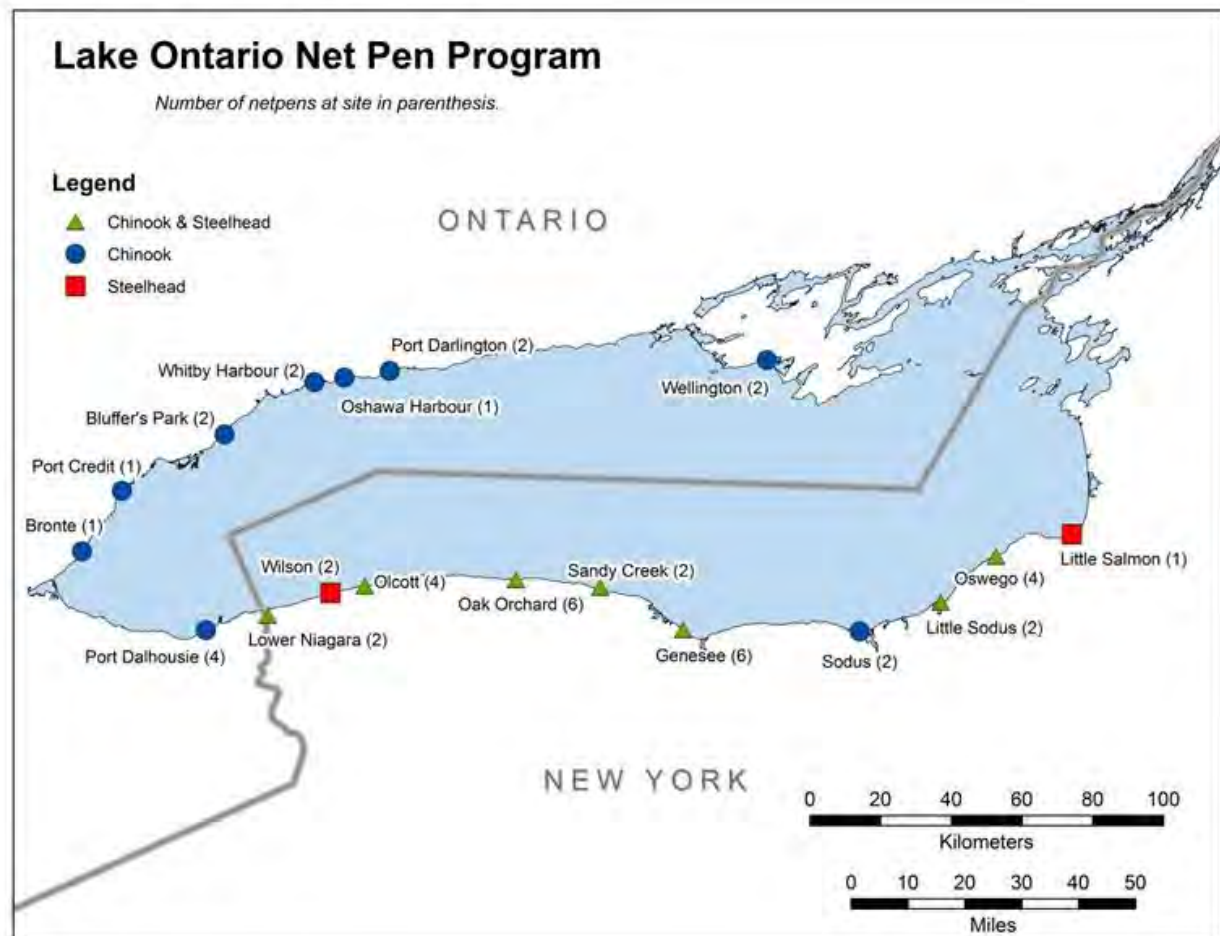 Lake Ontario Net Pen Program
Number of netpens at site in parenthesis.
Legend
Chinook & Steelhead
Chinook
Steelhead
ONTARIO
Port Darlington (2)
Whitby Harbour (2)
Oshawa Harbour (1)
Wellington (2)
Bluffer's Park (2)
Port Credit (1)
Bronte (1)
Wilson (2)
Olcott (4)
Sandy Creek (2)
Little Salmon (1)
Oswego (4)
Oak Orchard (6)
Little Sodus (2)
Lower Niagara (2)
Port Dalhousie (4)
Genesee (6)
Sodus (2)
NEW YORK
0 20 40 60 80 100
Kilometers
0 10 20 30 40 50
Miles